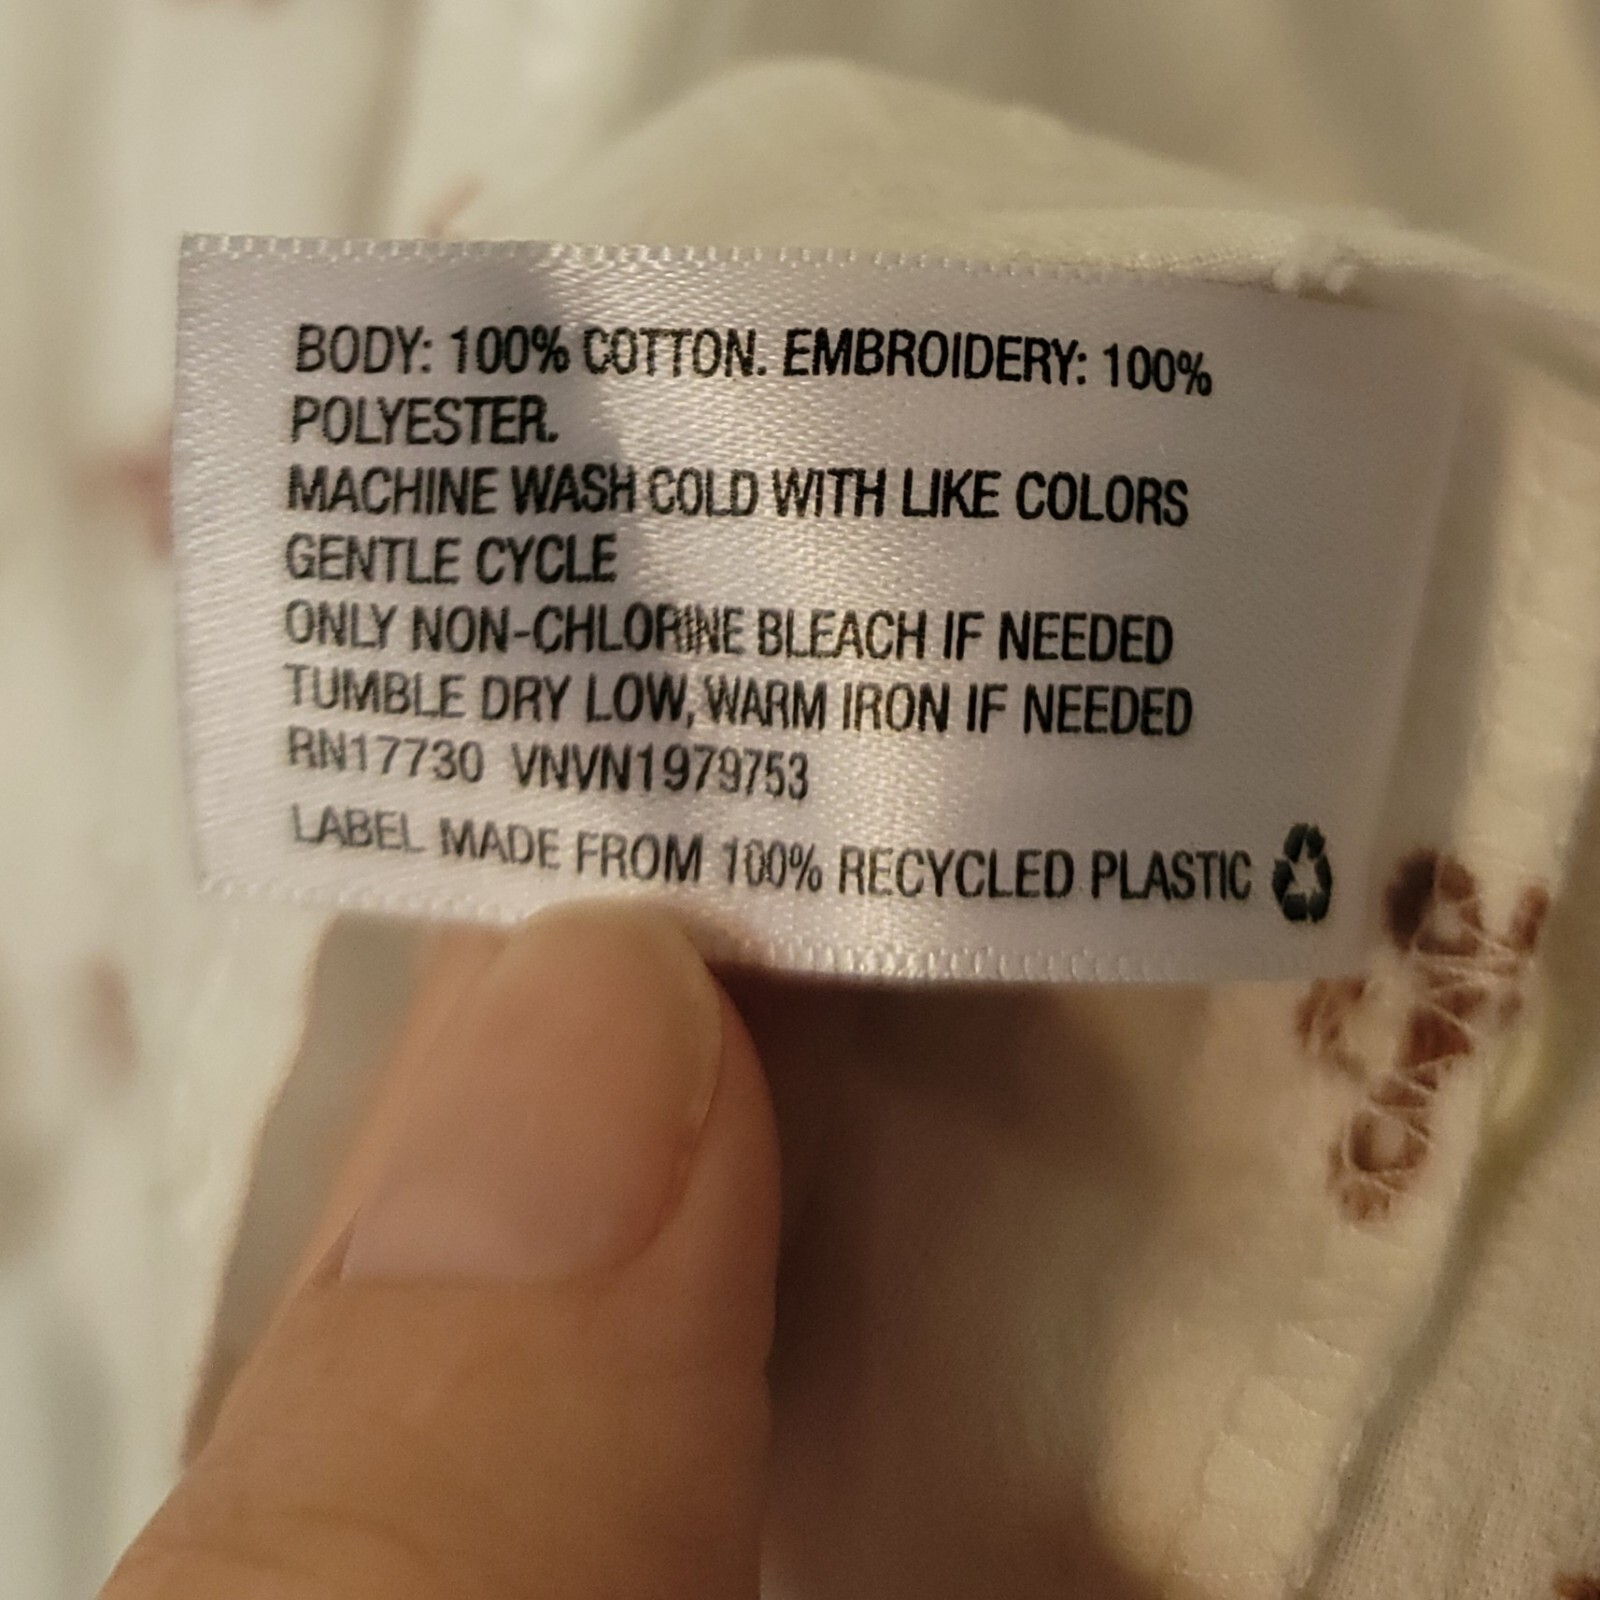 BODY: 100% COTTON. EMBROIDERY: 100%
POLYESTER.
MACHINE WASH COLD WITH LIKE COLORS
GENTLE CYCLE
ONLY NON-CHLORINE BLEACH IF NEEDED
TUMBLE DRY LOW, WARM IRON IF NEEDED
RN17730 VNVN1979753
LABEL MADE FROM 100% RECYCLED PLASTIC